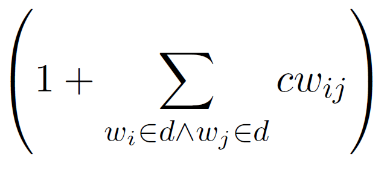 (1 + ∑_{w_i∈d∧w_j∈d} cw_{ij})